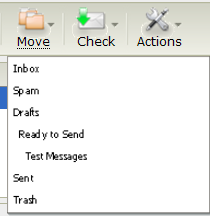 Move Check Actions
Inbox
Spam
Drafts
Ready to Send
Test Messages
Sent
Trash